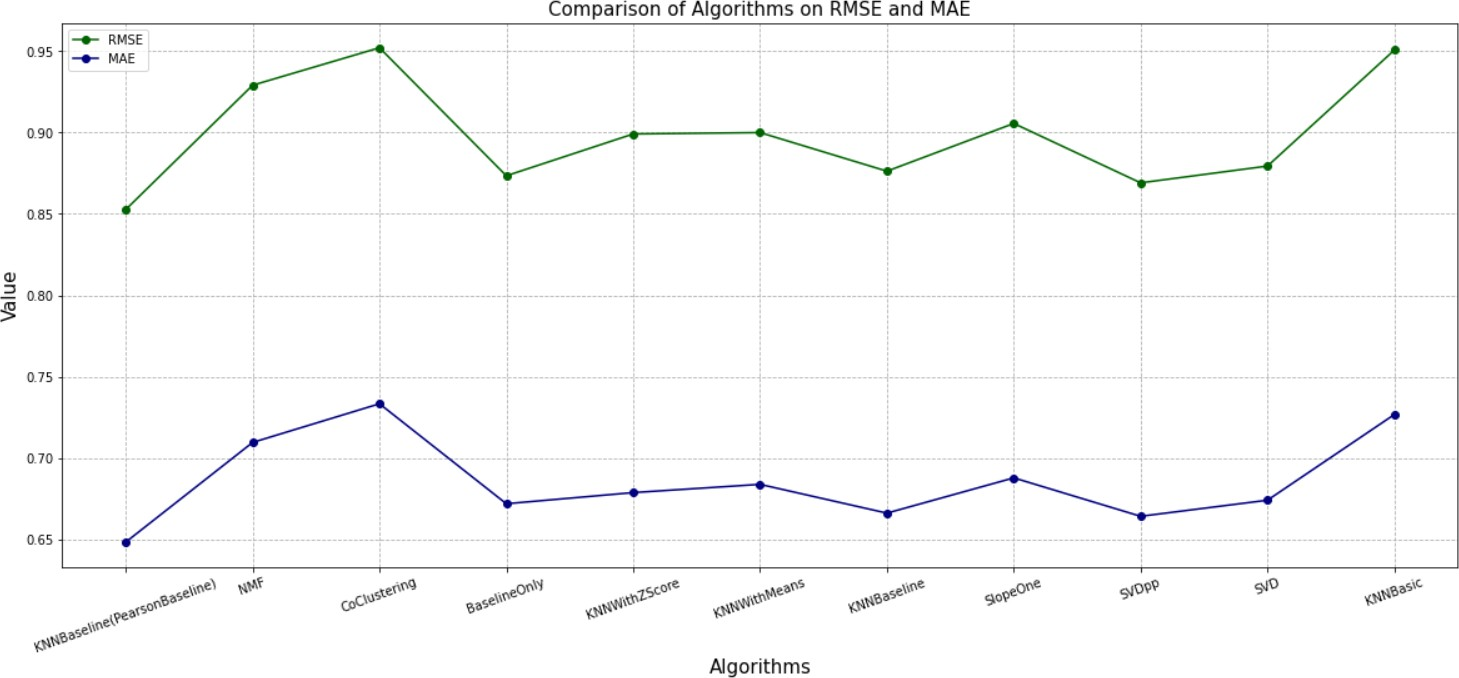 Comparison of Algorithms on RMSE and MAE
RMSE
MAE
0.95
0.90
0.85
0.80
0.75
0.70
0.65
Value
KNNBaseline(PearsonBaseline)
NMF
CoClustering
BaselineOnly
KNNWithZScore
KNNWithMeans
KNNBaseline
SlopeOne
SVDpp
SVD
KNNBasic
Algorithms